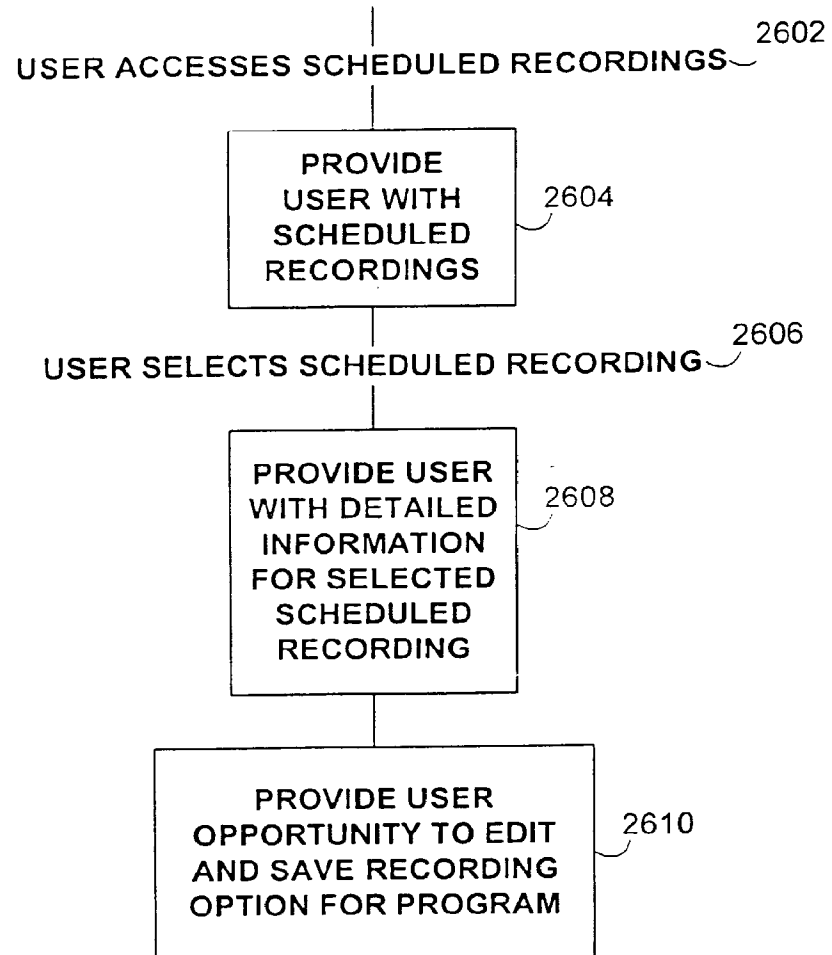 2602
USER ACCESSES SCHEDULED RECORDINGS
PROVIDE
USER WITH
SCHEDULED
RECORDINGS
2604
USER SELECTS SCHEDULED RECORDING
2606
PROVIDE USER
WITH DETAILED
INFORMATION
FOR SELECTED
SCHEDULED
RECORDING
2608
PROVIDE USER
OPPORTUNITY TO EDIT
AND SAVE RECORDING
OPTION FOR PROGRAM
2610